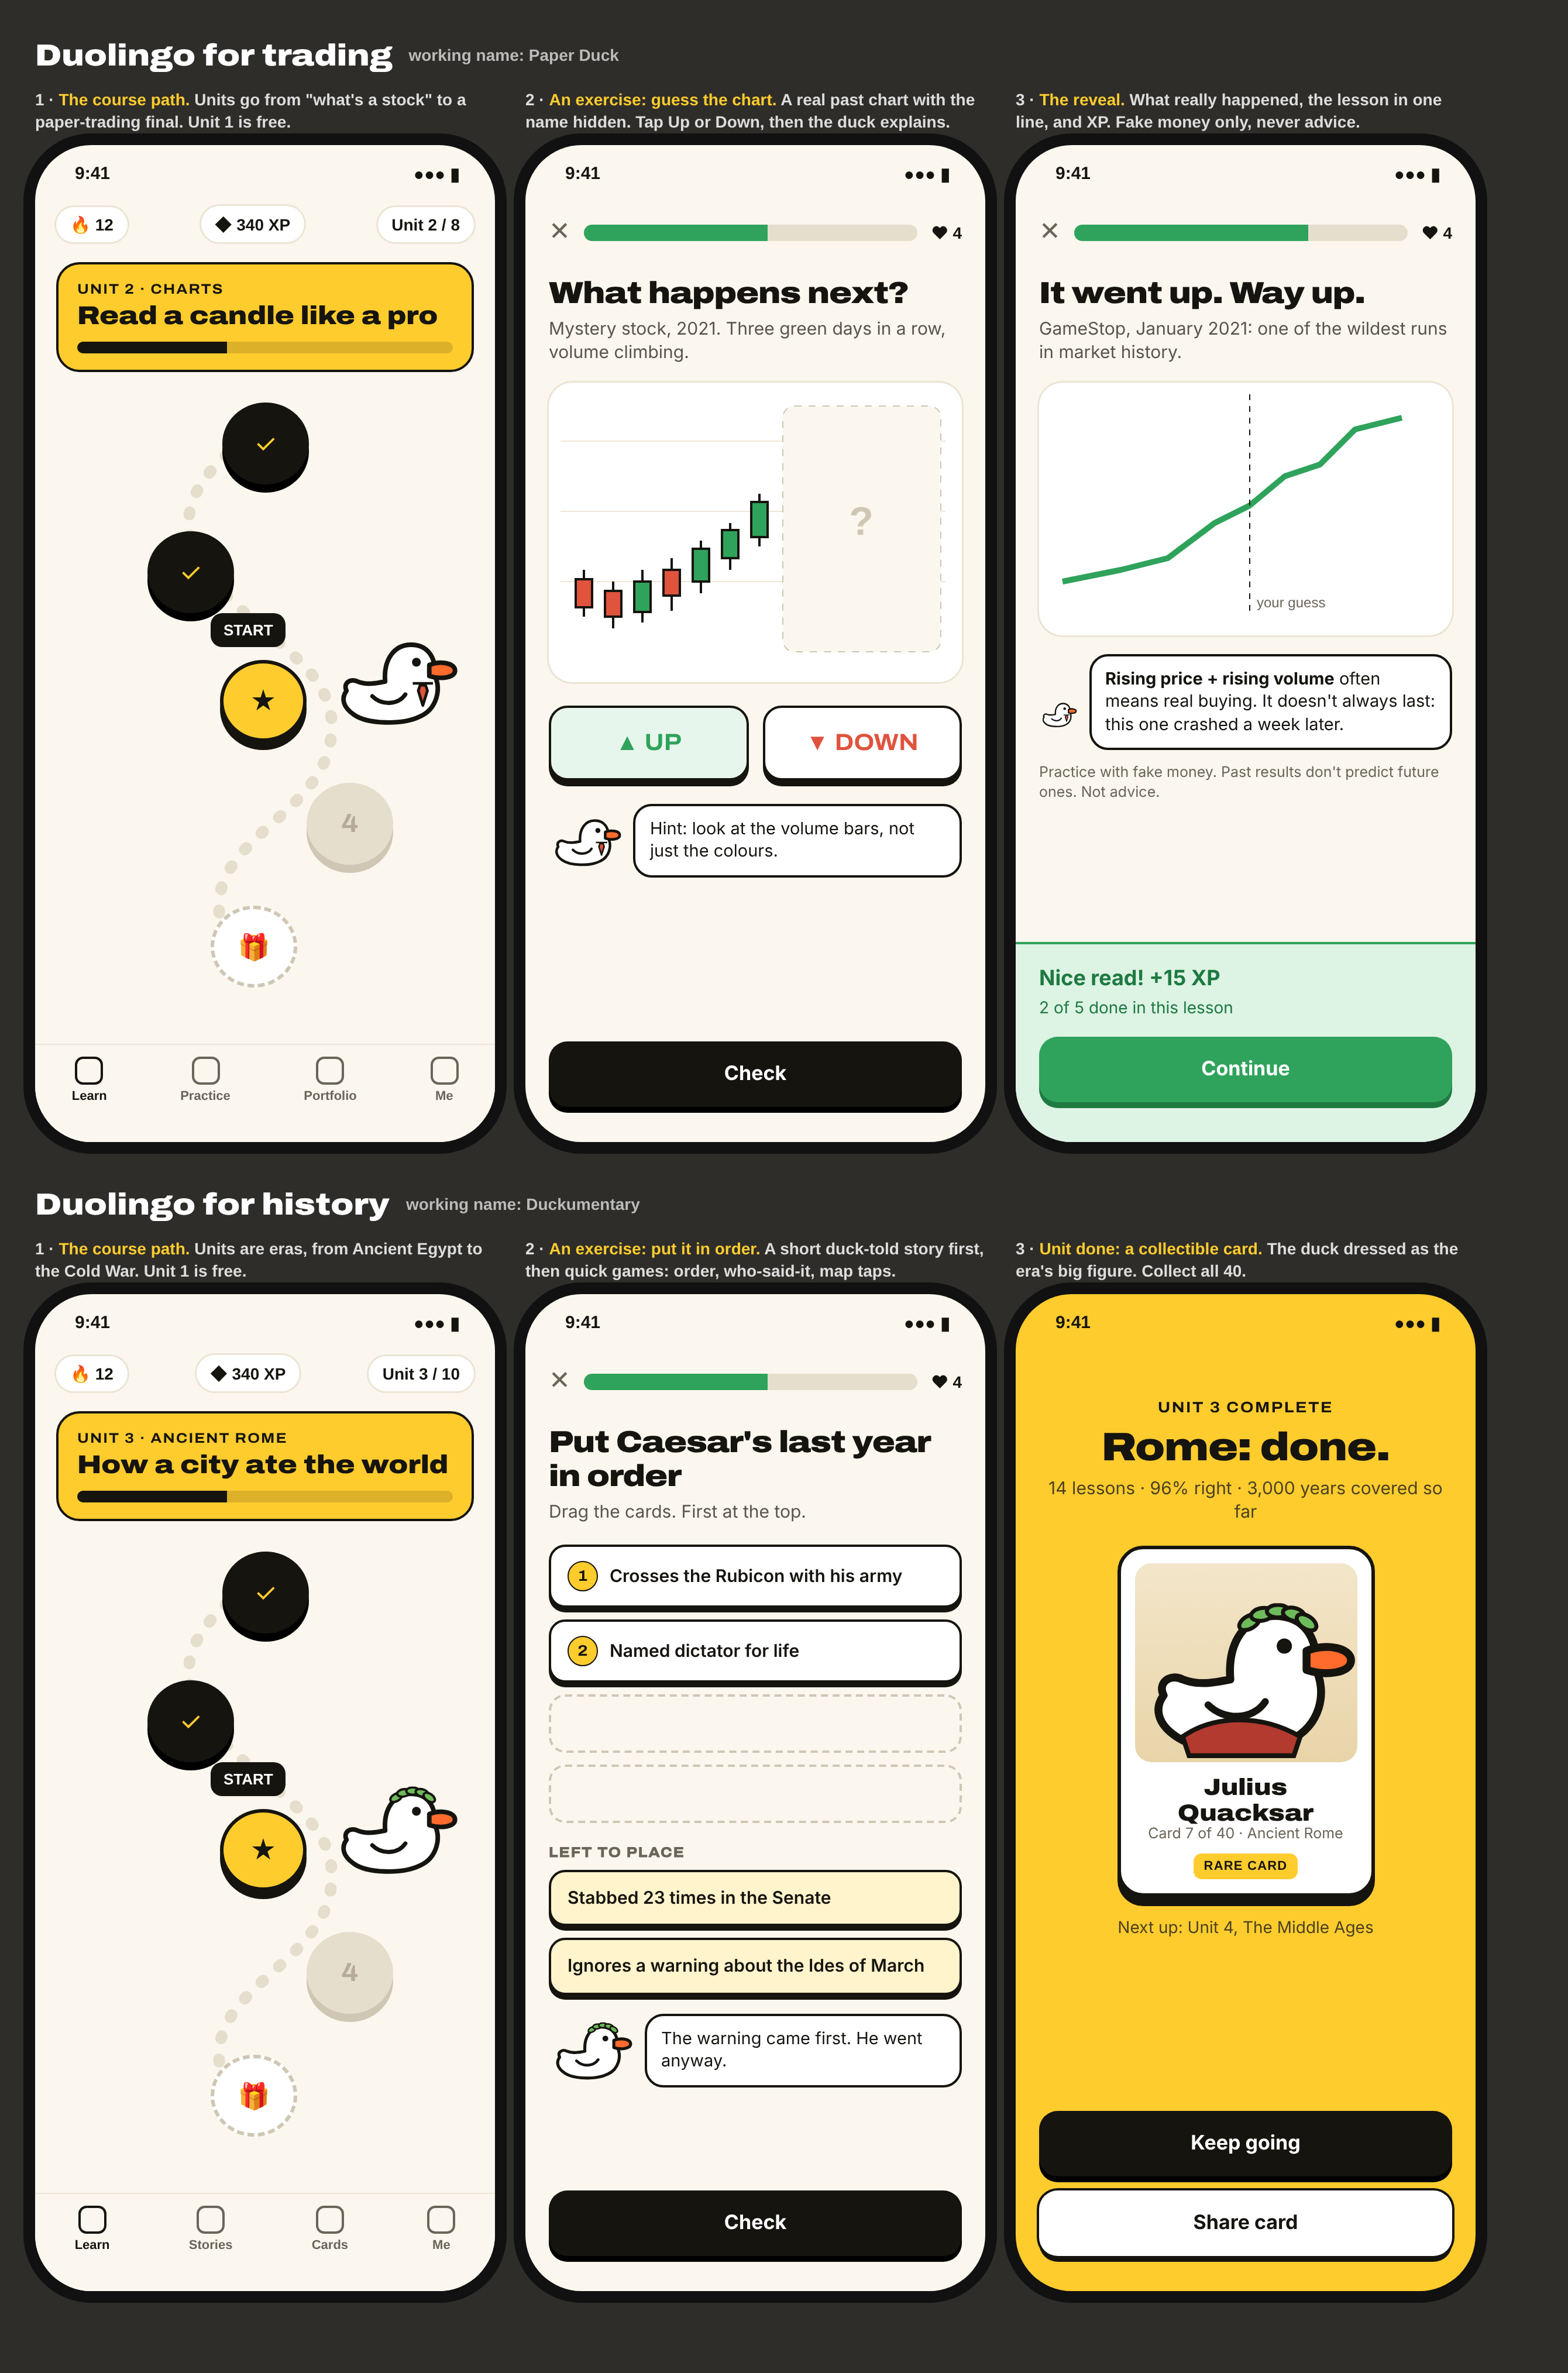 Duolingo for trading working name: Paper Duck
1 · The course path. Units go from "what's a stock" to a
paper-trading final. Unit 1 is free.
9:41
🔥 12
◆ 340 XP
Unit 2 / 8
UNIT 2 · CHARTS
Read a candle like a pro
START
4
Learn
Practice
Portfolio
Me
2 · An exercise: guess the chart. A real past chart with the
name hidden. Tap Up or Down, then the duck explains.
9:41
✕
♥ 4
What happens next?
Mystery stock, 2021. Three green days in a row,
volume climbing.
?
▲ UP
▼ DOWN
Hint: look at the volume bars, not
just the colours.
Check
3 · The reveal. What really happened, the lesson in one
line, and XP. Fake money only, never advice.
9:41
✕
♥ 4
It went up. Way up.
GameStop, January 2021: one of the wildest runs
in market history.
your guess
Rising price + rising volume often
means real buying. It doesn't always last:
this one crashed a week later.
Practice with fake money. Past results don't predict future
ones. Not advice.
Nice read! +15 XP
2 of 5 done in this lesson
Continue
Duolingo for history working name: Duckumentary
1 · The course path. Units are eras, from Ancient Egypt to
the Cold War. Unit 1 is free.
9:41
🔥 12
◆ 340 XP
Unit 3 / 10
UNIT 3 · ANCIENT ROME
How a city ate the world
START
4
Learn
Stories
Cards
Me
2 · An exercise: put it in order. A short duck-told story first,
then quick games: order, who-said-it, map taps.
9:41
✕
♥ 4
Put Caesar's last year
in order
Drag the cards. First at the top.
1 Crosses the Rubicon with his army
2 Named dictator for life
LEFT TO PLACE
Stabbed 23 times in the Senate
Ignores a warning about the Ides of March
The warning came first. He went
anyway.
Check
3 · Unit done: a collectible card. The duck dressed as the
era's big figure. Collect all 40.
9:41
UNIT 3 COMPLETE
Rome: done.
14 lessons · 96% right · 3,000 years covered so
far
Julius
Quacksar
Card 7 of 40 · Ancient Rome
RARE CARD
Next up: Unit 4, The Middle Ages
Keep going
Share card